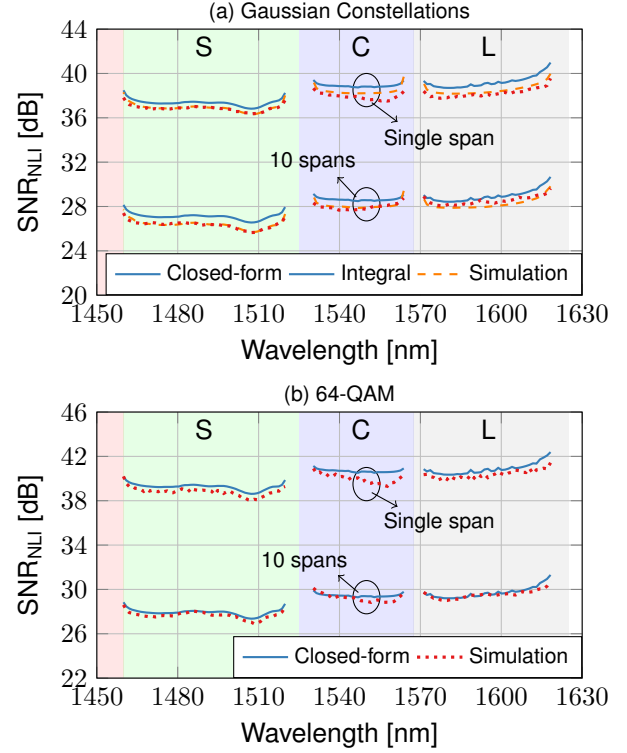 (a) Gaussian Constellations
44
40
36
32
28
24
20
SNR_NLI [dB]
S C L
Single span
10 spans
Closed-form Integral Simulation
1450 1480 1510 1540 1570 1600 1630
Wavelength [nm]
(b) 64-QAM
46
42
38
34
30
26
22
SNR_NLI [dB]
S C L
Single span
10 spans
Closed-form Simulation
1450 1480 1510 1540 1570 1600 1630
Wavelength [nm]